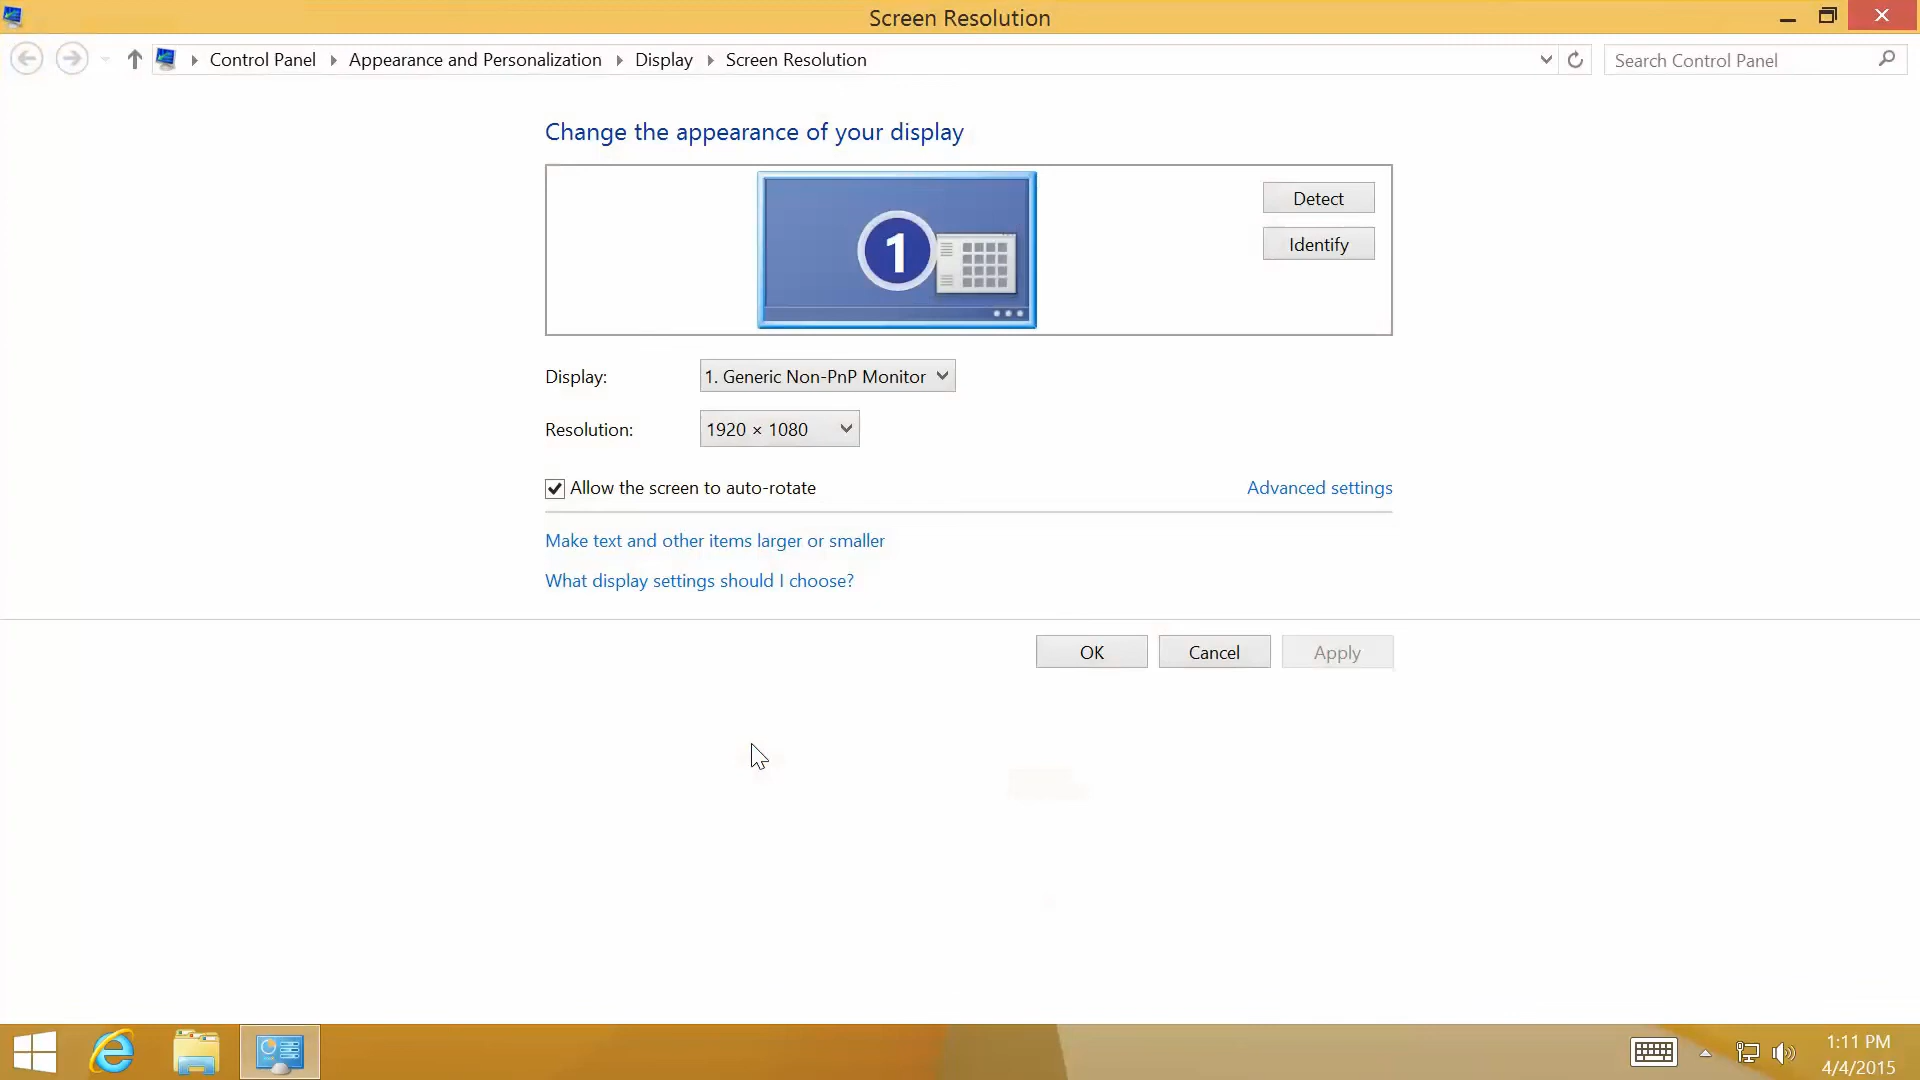 Screen Resolution
Control Panel
Appearance and Personalization
Display
Screen Resolution
Search Control Panel
Change the appearance of your display
1
Detect
Identify
Display:
1. Generic Non-PnP Monitor
Resolution:
1920 × 1080
Allow the screen to auto-rotate
Advanced settings
Make text and other items larger or smaller
What display settings should I choose?
OK
Cancel
Apply
1:11 PM
4/4/2015